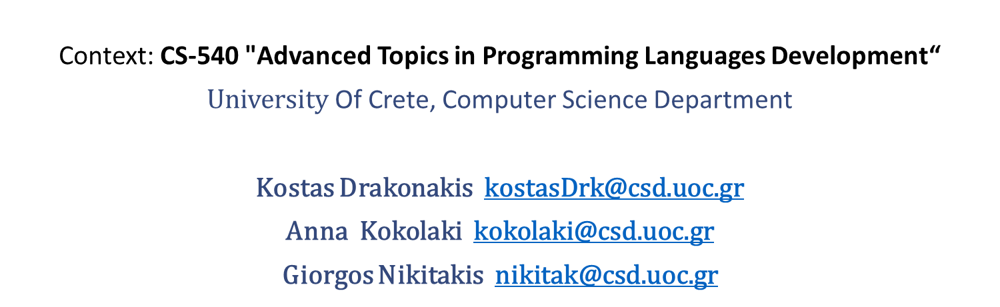 Context: CS-540 "Advanced Topics in Programming Languages Development“
University Of Crete, Computer Science Department
Kostas Drakonakis kostasDrk@csd.uoc.gr
Anna Kokolaki kokolaki@csd.uoc.gr
Giorgos Nikitakis nikitak@csd.uoc.gr